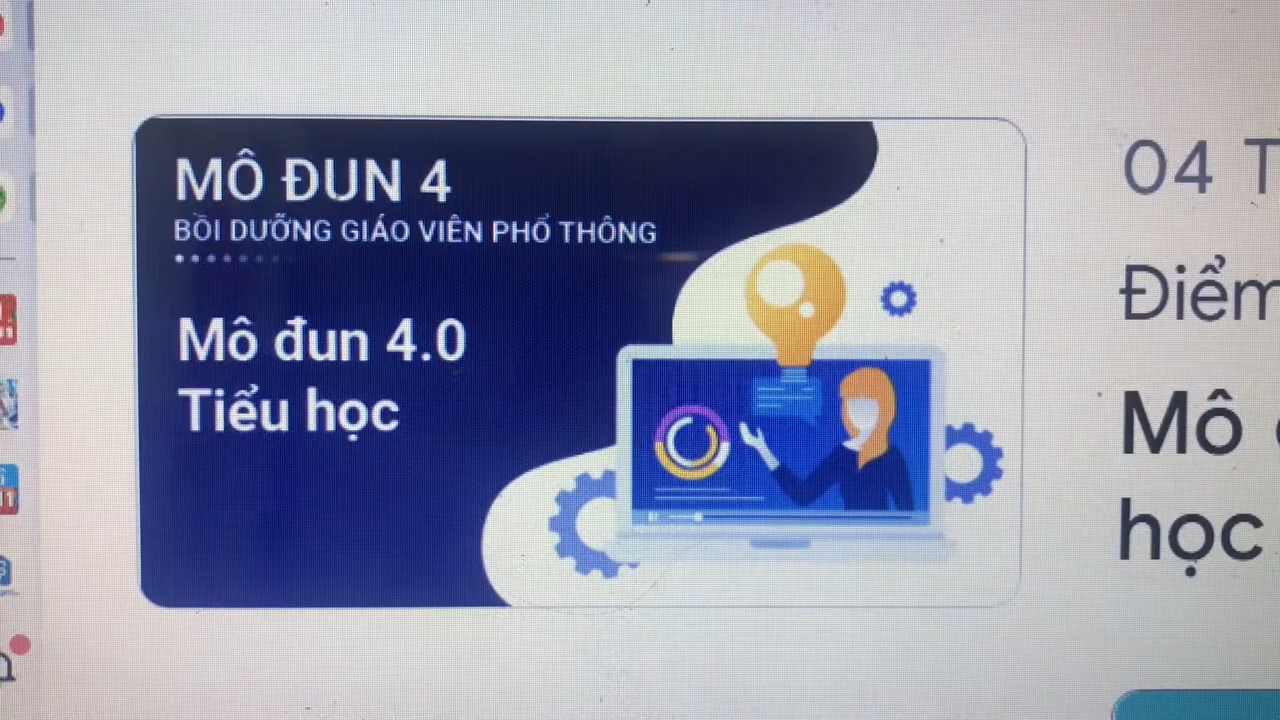 MÔ ĐUN 4
BỒI DƯỠNG GIÁO VIÊN PHỔ THÔNG
Mô đun 4.0
Tiểu học
04 T
Điểm
Mô
học